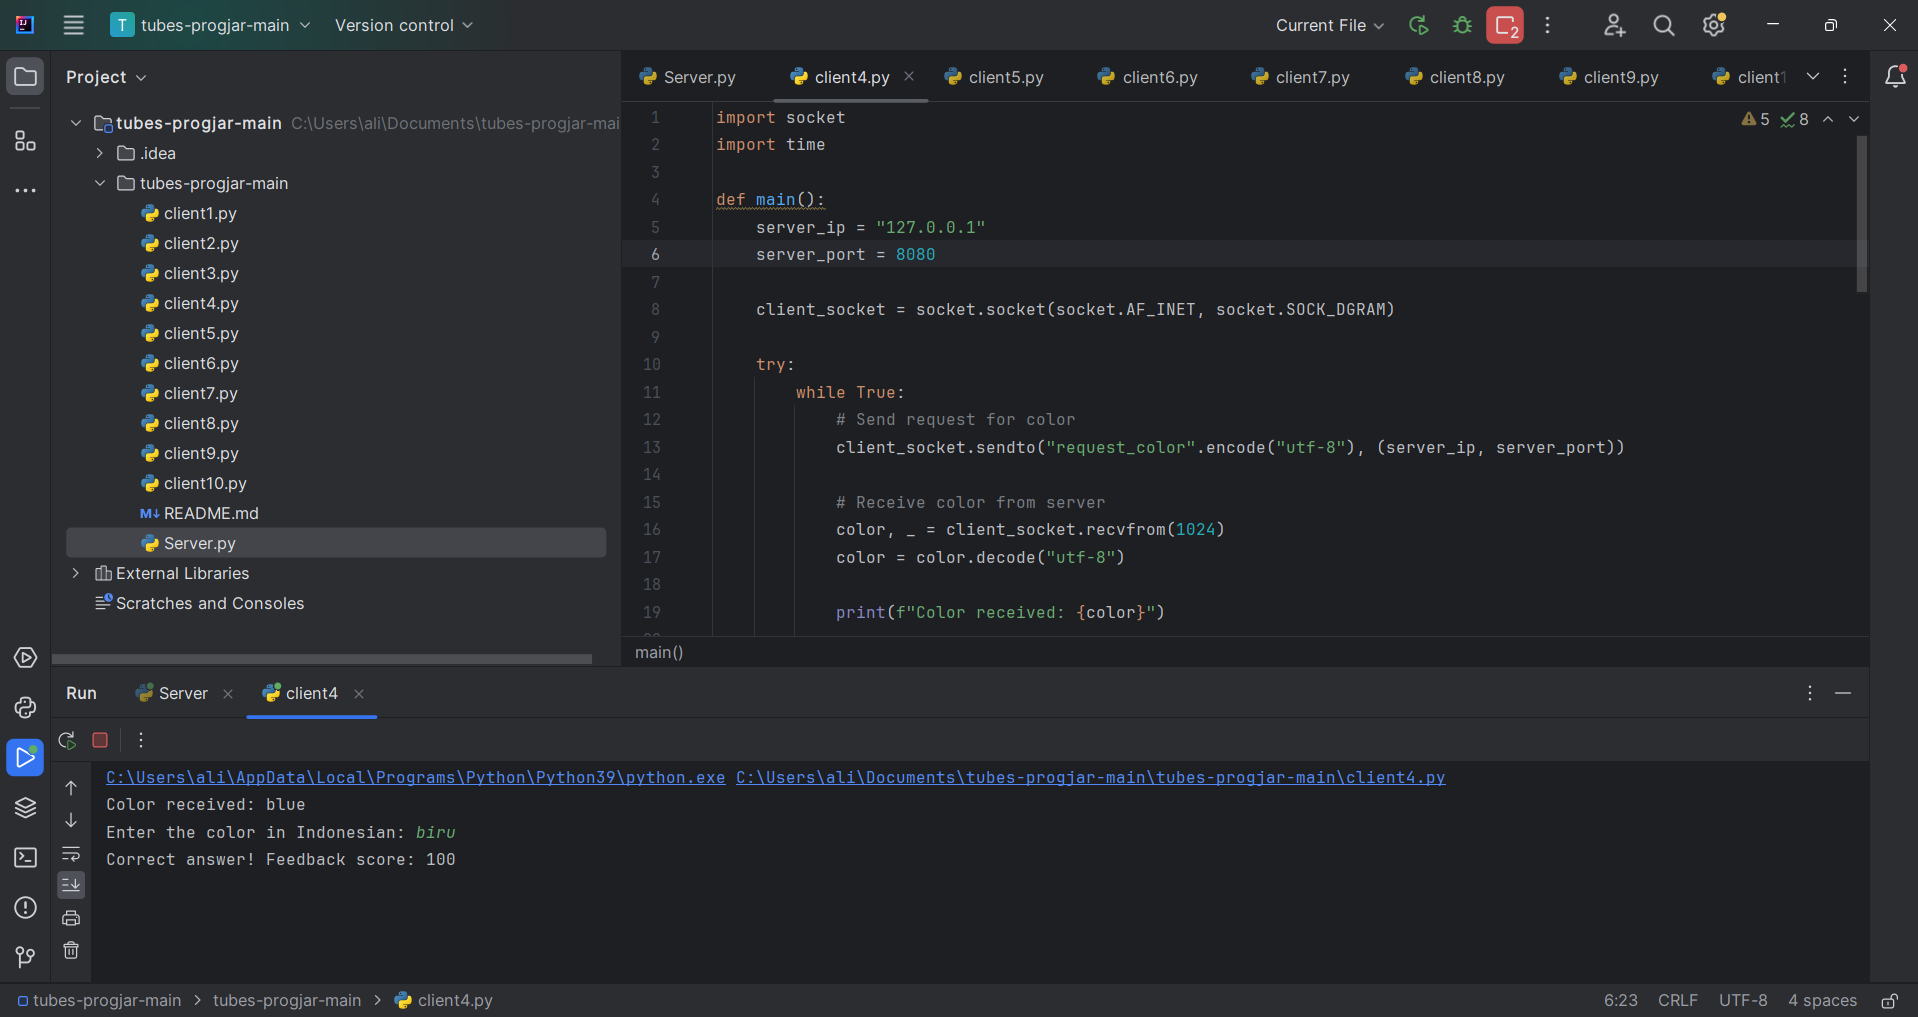 tubes-progjar-main Version control Current File 2
Project
tubes-progjar-main C:\Users\ali\Documents\tubes-progjar-mai
.idea
tubes-progjar-main
client1.py
client2.py
client3.py
client4.py
client5.py
client6.py
client7.py
client8.py
client9.py
client10.py
README.md
Server.py
External Libraries
Scratches and Consoles
Server.py client4.py client5.py client6.py client7.py client8.py client9.py client1
5 8
1 import socket
2 import time
3
4 def main():
5 server_ip = "127.0.0.1"
6 server_port = 8080
7
8 client_socket = socket.socket(socket.AF_INET, socket.SOCK_DGRAM)
9
10 try:
11 while True:
12 # Send request for color
13 client_socket.sendto("request_color".encode("utf-8"), (server_ip, server_port))
14
15 # Receive color from server
16 color, _ = client_socket.recvfrom(1024)
17 color = color.decode("utf-8")
18
19 print(f"Color received: {color}")
main()
Run Server client4
C:\Users\ali\AppData\Local\Programs\Python\Python39\python.exe C:\Users\ali\Documents\tubes-progjar-main\tubes-progjar-main\client4.py
Color received: blue
Enter the color in Indonesian: biru
Correct answer! Feedback score: 100
tubes-progjar-main > tubes-progjar-main > client4.py 6:23 CRLF UTF-8 4 spaces